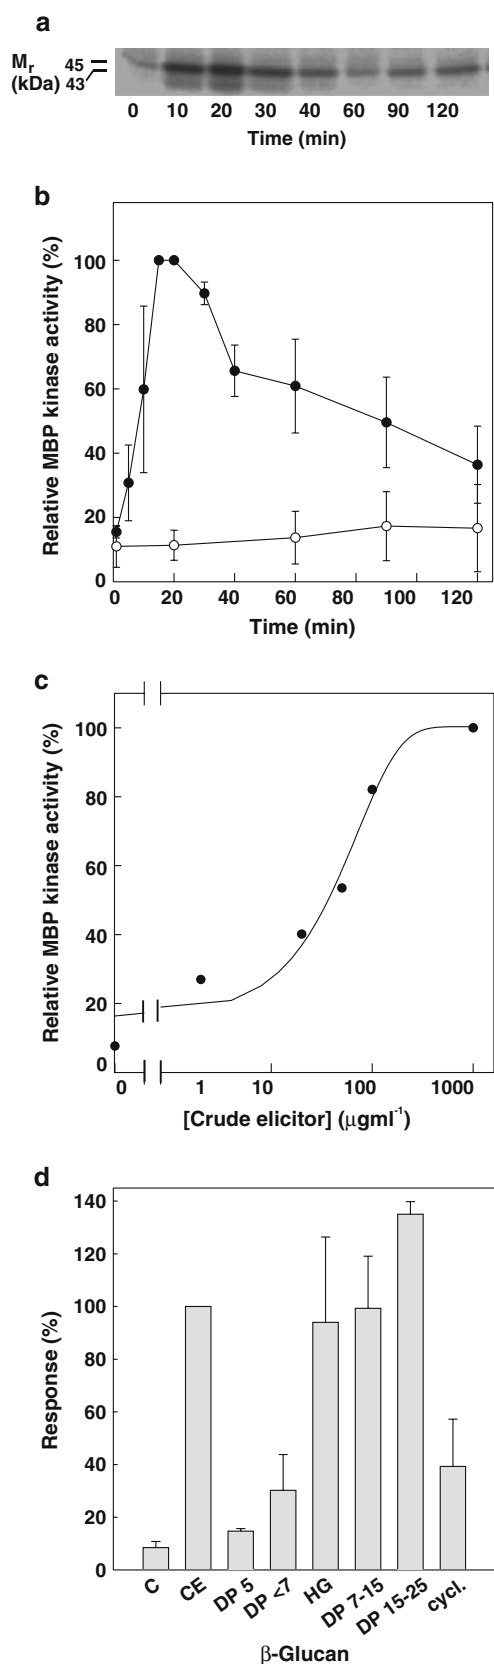 a
Mr 45
(kDa) 43
0 10 20 30 40 60 90 120
Time (min)
b
Relative MBP kinase activity (%)
100
80
60
40
20
0
0 20 40 60 80 100 120
Time (min)
c
Relative MBP kinase activity (%)
100
80
60
40
20
0
0 1 10 100 1000
[Crude elicitor] (μgml-1)
d
Response (%)
140
120
100
80
60
40
20
0
C CE DP 5 DP <7 HG DP 7-15 DP 15-25 cycl.
β-Glucan